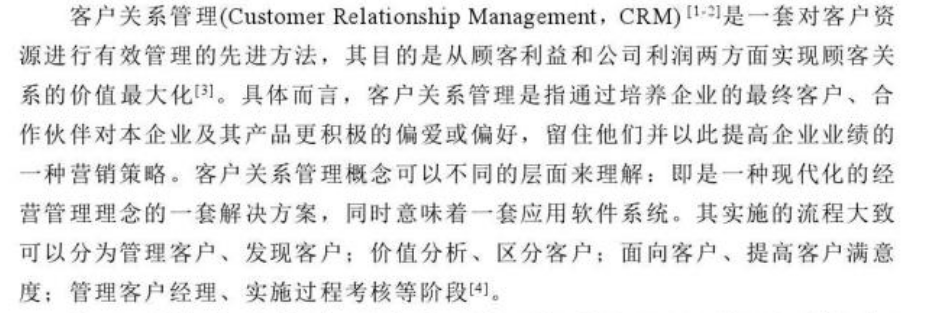 客户关系管理(Customer Relationship Management，CRM)[1-2]是一套对客户资
源进行有效管理的先进方法，其目的是从顾客利益和公司利润两方面实现顾客关
系的价值最大化[3]。具体而言，客户关系管理是指通过培养企业的最终客户、合
作伙伴对本企业及其产品更积极的偏爱或偏好，留住他们并以此提高企业业绩的
一种营销策略。客户关系管理概念可以不同的层面来理解：即是一种现代化的经
营管理理念的一套解决方案，同时意味着一套应用软件系统。其实施的流程大致
可以分为管理客户、发现客户；价值分析、区分客户；面向客户、提高客户满意
度；管理客户经理、实施过程考核等阶段[4]。